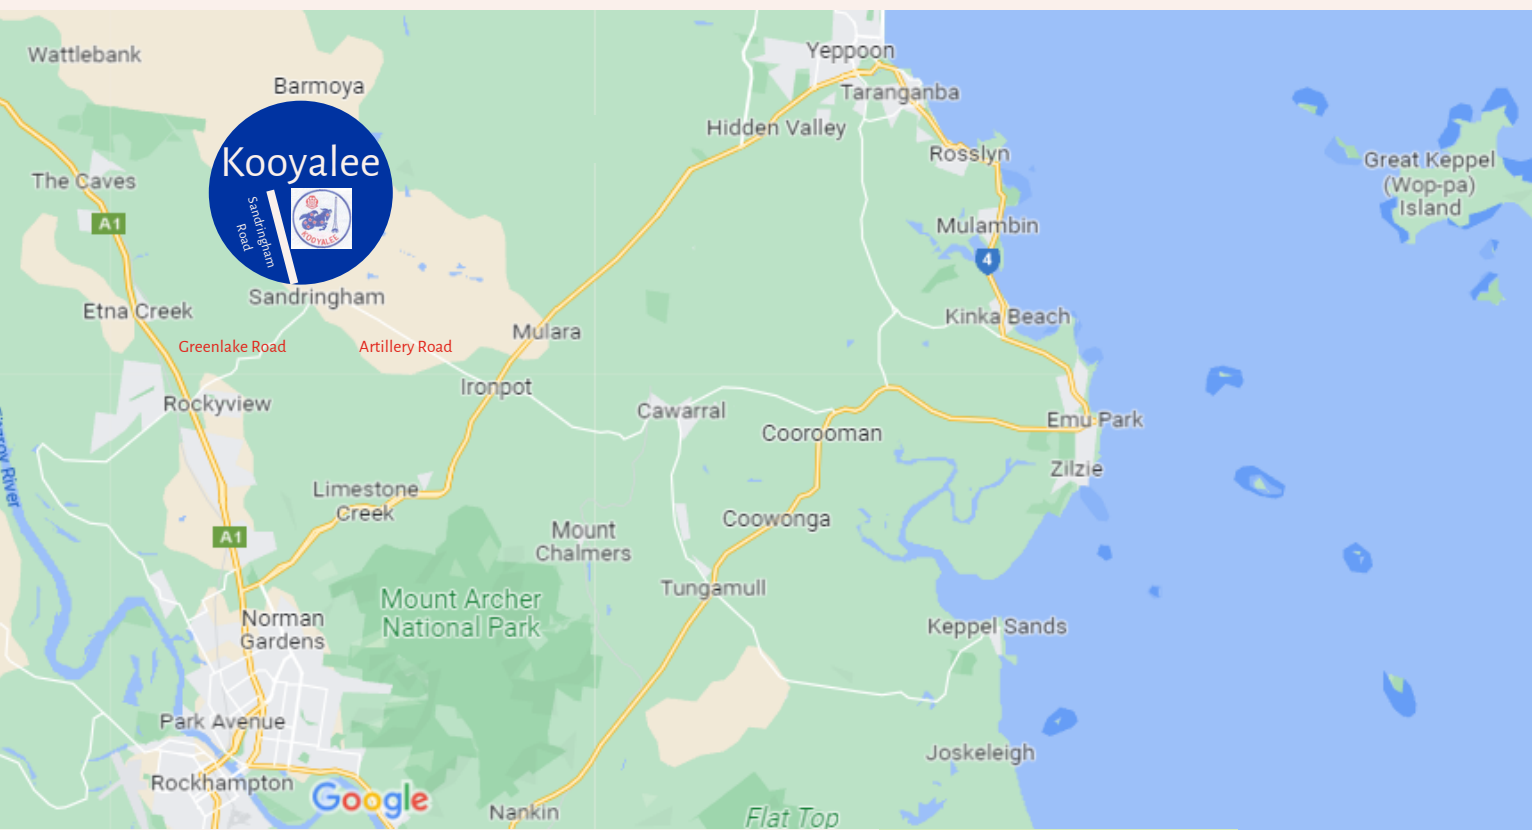 Wattlebank
Yeppoon
Barmoya
Taranganba
Hidden Valley
Kooyalee
Rosslyn
Great Keppel
(Wop-pa)
Island
The Caves
A1
Sandringham
Road
KOOYALEE
Mulambin
4
Sandringham
Etna Creek
Kinka Beach
Mulara
Greenlake Road
Artillery Road
Ironpot
Rockyview
Cawarral
Emu Park
Coorooman
Zilzie
Fitzroy River
Limestone
Creek
Coowonga
Mount
Chalmers
A1
Tungamull
Mount Archer
National Park
Norman
Gardens
Keppel Sands
Park Avenue
Joskeleigh
Rockhampton
Google
Nankin
Flat Top